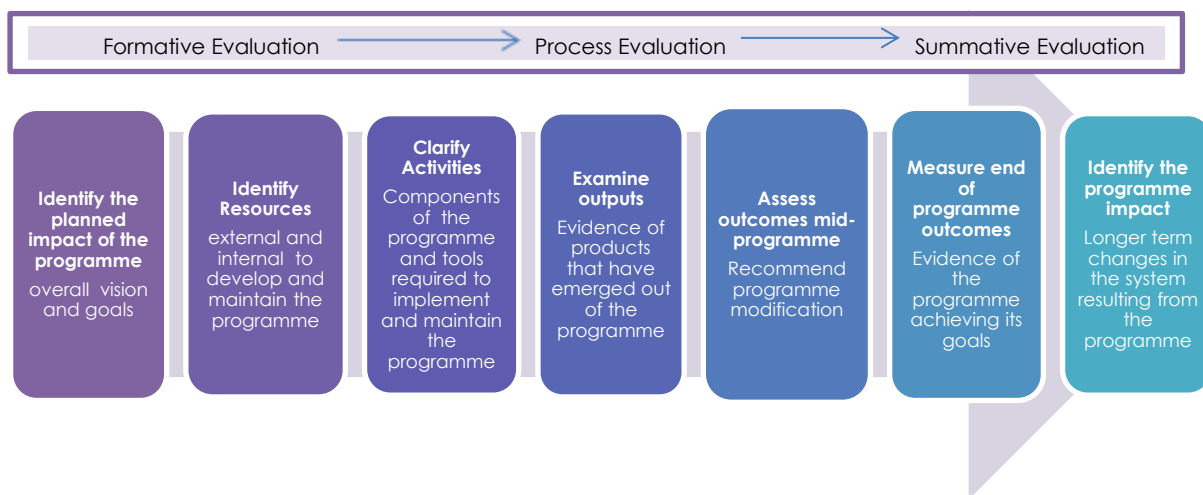 Formative Evaluation
Process Evaluation
Summative Evaluation
Identify the
planned
impact of the
programme
overall vision
and goals
Identify
Resources
external and
internal to
develop and
maintain the
programme
Clarify
Activities
Components
of the
programme
and tools
required to
implement
and maintain
the
programme
Examine
outputs
Evidence of
products
that have
emerged out
of the
programme
Assess
outcomes mid-
programme
Recommend
programme
modification
Measure end
of
programme
outcomes
Evidence of
the
programme
achieving its
goals
Identify the
programme
impact
Longer term
changes in
the system
resulting from
the
programme